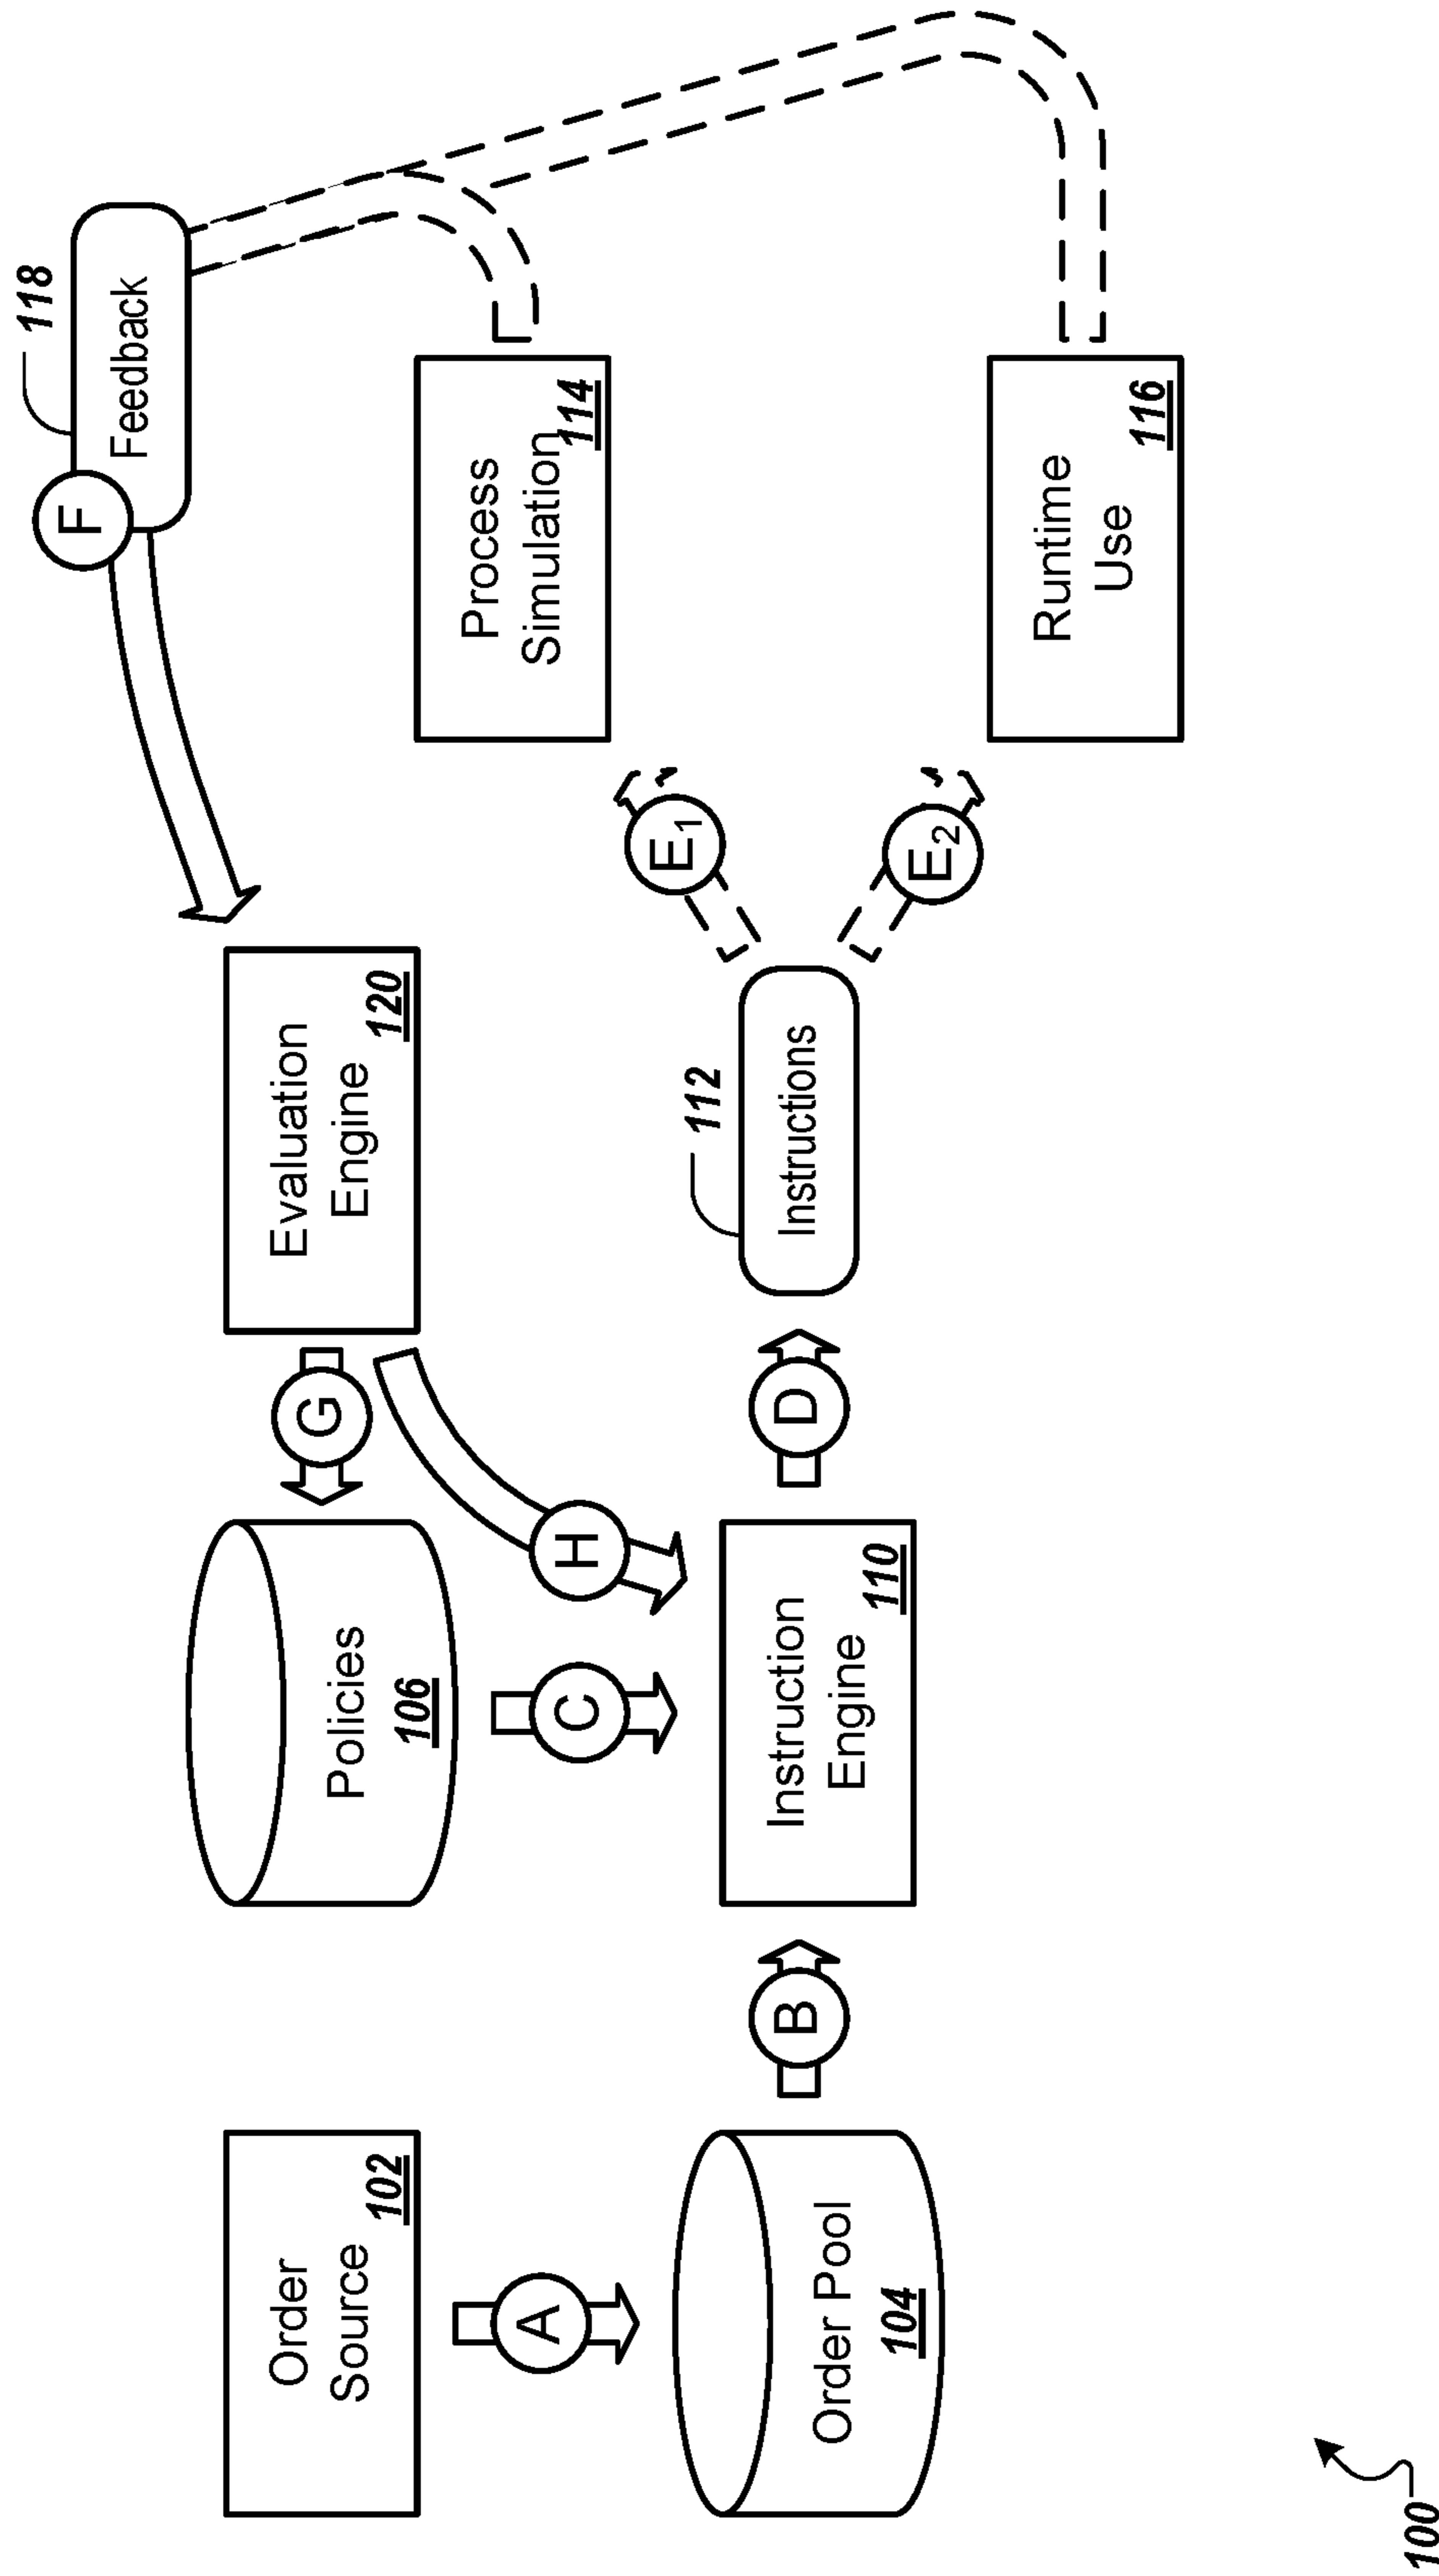 118
F
Feedback
Evaluation
Engine
120
Process
Simulation
114
G
Policies
106
H
C
E1
Order
Source
102
A
112
Instructions
D
Instruction
Engine
110
B
Order Pool
104
E2
Runtime
Use
116
100